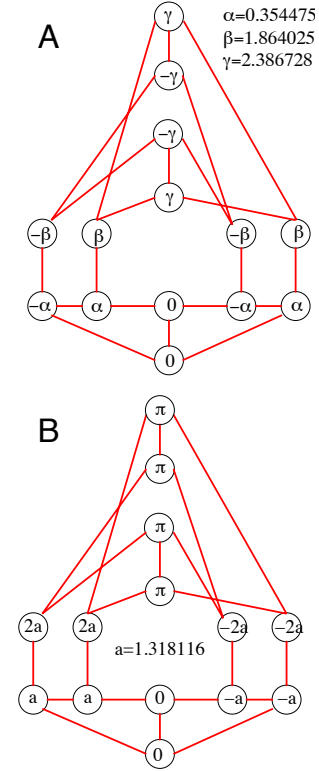 A
α=0.354475
β=1.864025
γ=2.386728
γ
−γ
−γ
γ
−β β −β β
−α α 0 −α α
0
B
π
π
π
π
2a 2a −2a −2a
a=1.318116
a a 0 −a −a
0